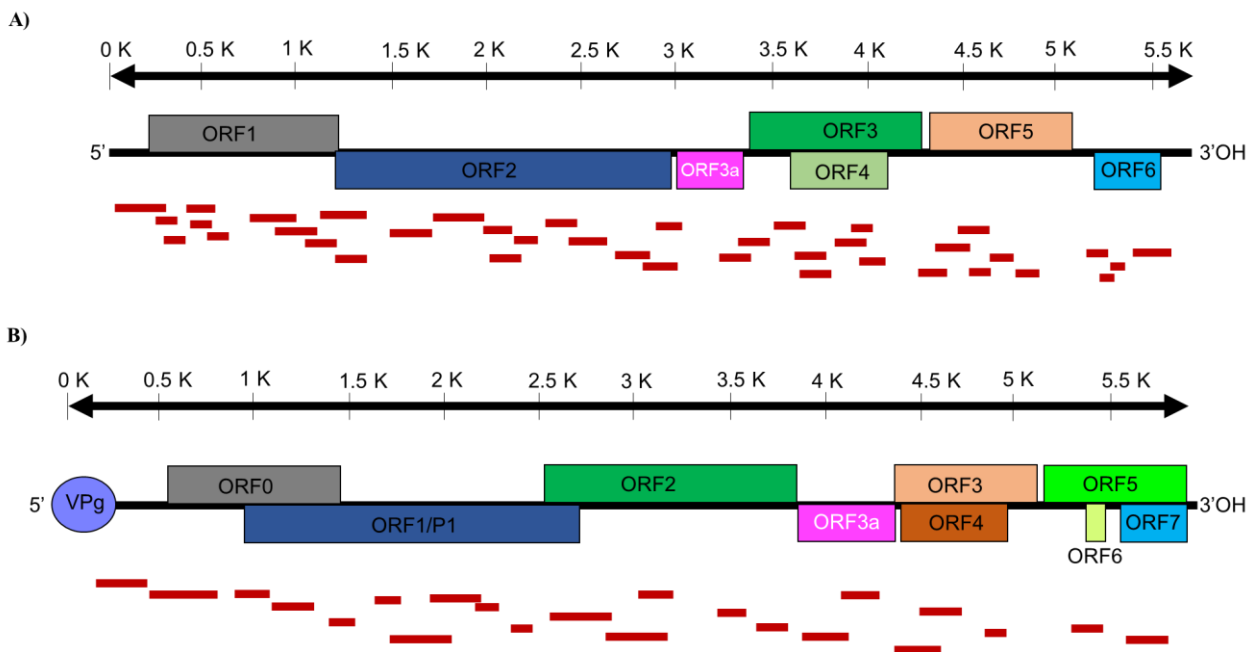 A)
0 K 0.5 K 1 K 1.5 K 2 K 2.5 K 3 K 3.5 K 4 K 4.5 K 5 K 5.5 K
ORF1 ORF3 ORF5
5’ 3’OH
ORF2 ORF3a ORF4 ORF6
B)
0 K 0.5 K 1 K 1.5 K 2 K 2.5 K 3 K 3.5 K 4 K 4.5 K 5 K 5.5 K
ORF0 ORF2 ORF3 ORF5
5’ VPg 3’OH
ORF1/P1 ORF3a ORF4 ORF7
ORF6